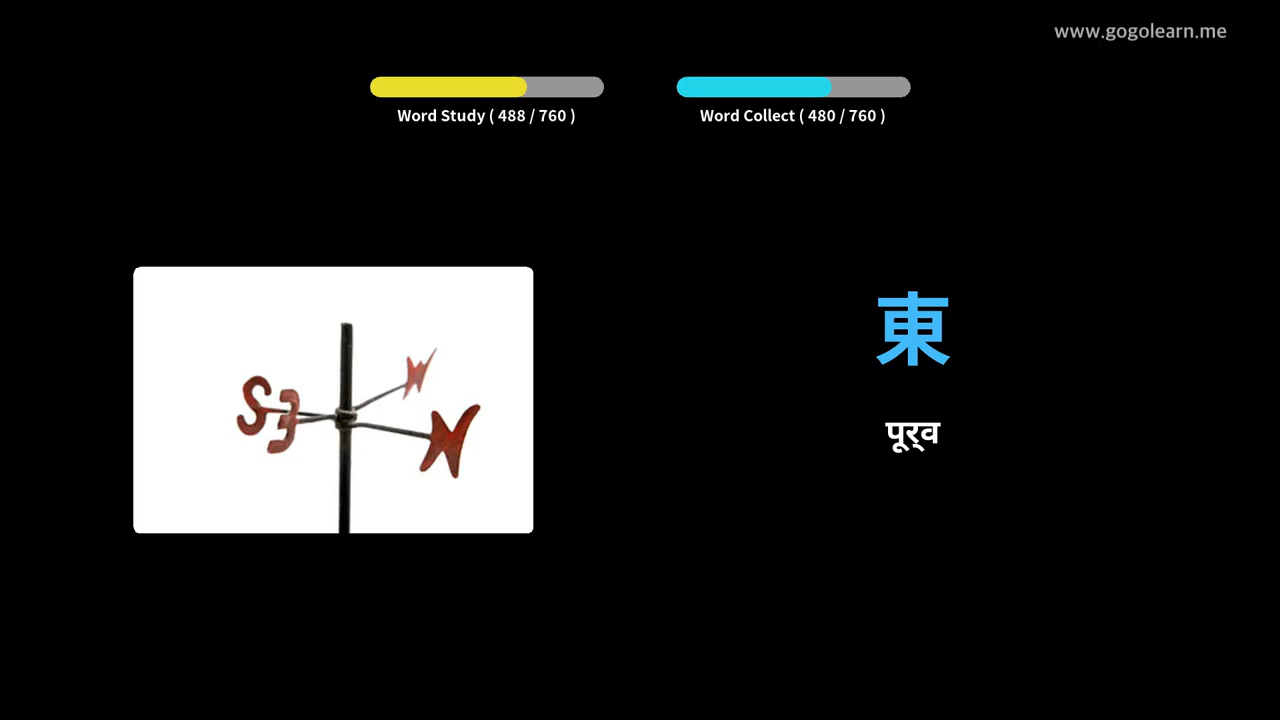 www.gogolearn.me
Word Study ( 488 / 760 )
Word Collect ( 480 / 760 )
S E N W
東
पूर्व